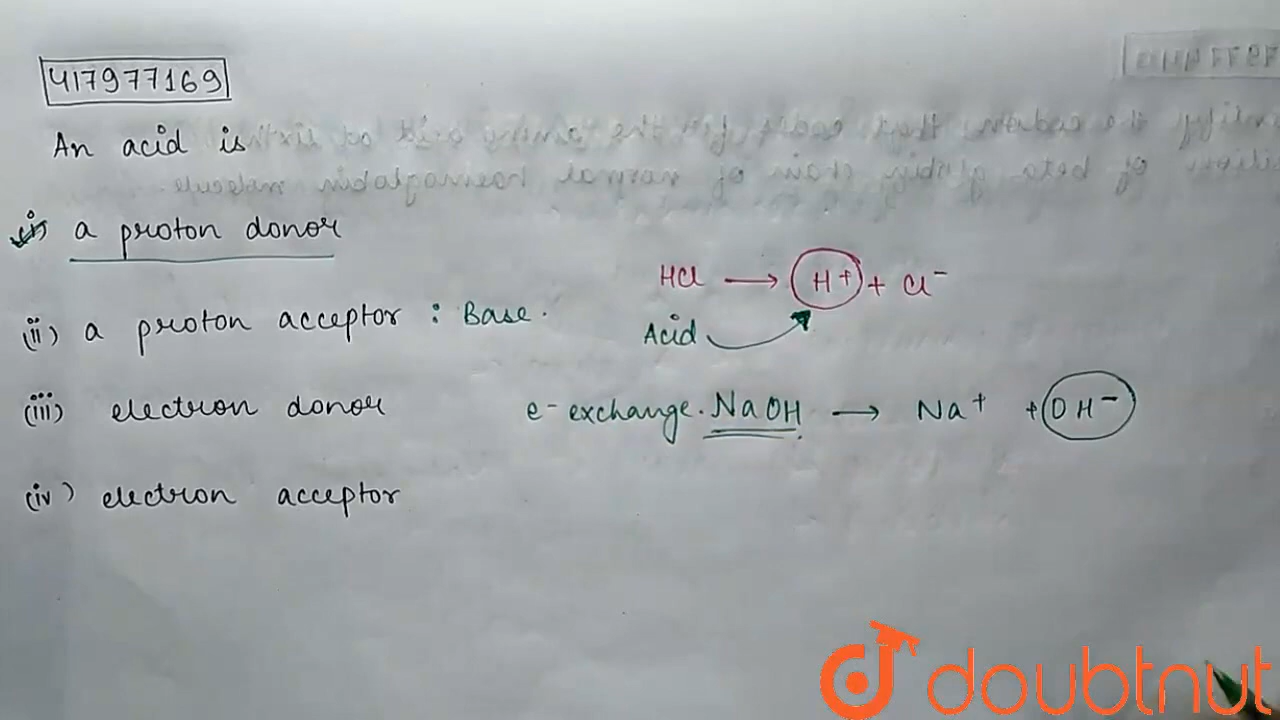 417977169
An acid is
(i) a proton donor
HCl ⟶ H+ + Cl−
(ii) a proton acceptor : Base.
Acid
(iii) electron donor
e− exchange. NaOH ⟶ Na+ + OH−
(iv) electron acceptor
doubtnut